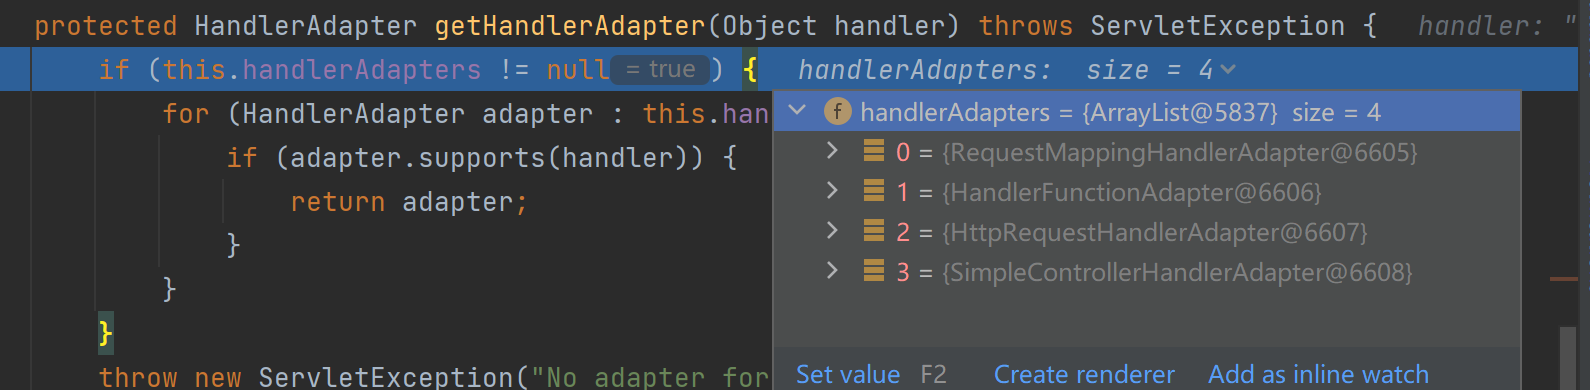 protected HandlerAdapter getHandlerAdapter(Object handler) throws ServletException {  handler: "
if (this.handlerAdapters != null = true ) {  handlerAdapters:  size = 4
for (HandlerAdapter adapter : this.han
f handlerAdapters = {ArrayList@5837}  size = 4
if (adapter.supports(handler)) {
0 = {RequestMappingHandlerAdapter@6605}
return adapter;
1 = {HandlerFunctionAdapter@6606}
}
2 = {HttpRequestHandlerAdapter@6607}
}
3 = {SimpleControllerHandlerAdapter@6608}
}
throw new ServletException("No adapter for
Set value F2 Create renderer Add as inline watch